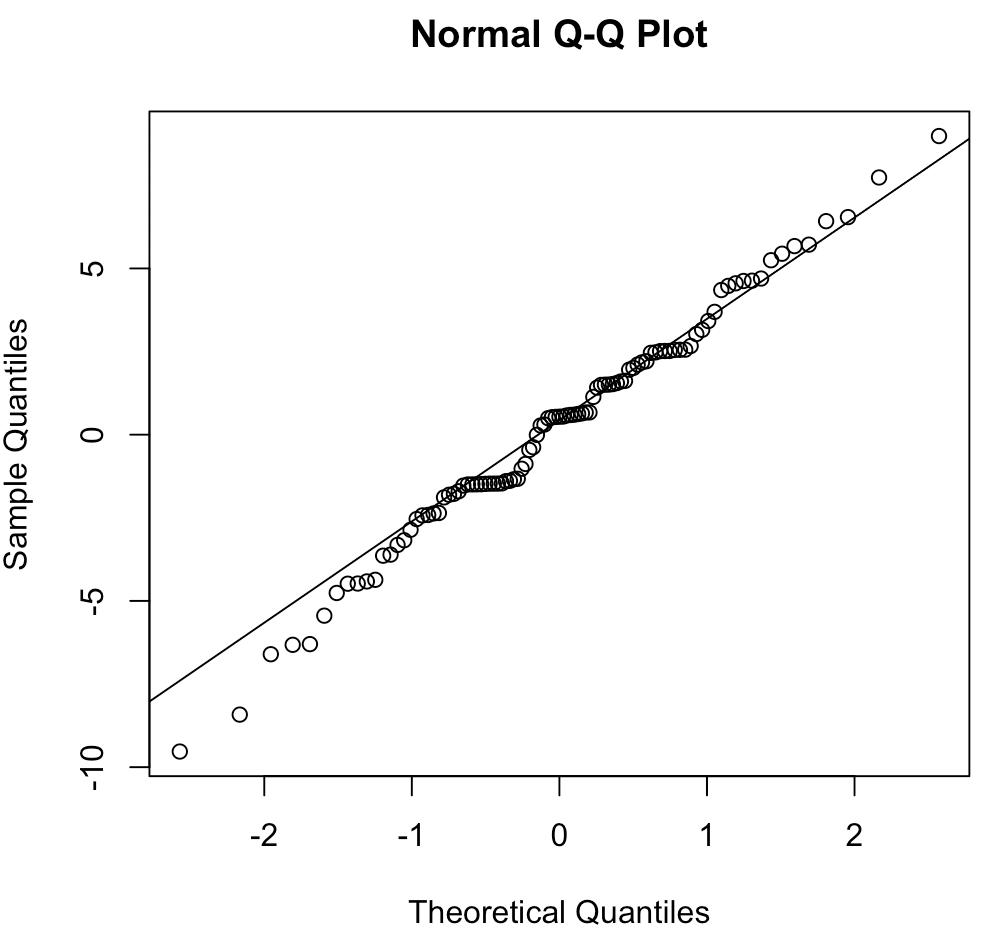 Normal Q-Q Plot
Sample Quantiles
5
0
-5
-10
-2 -1 0 1 2
Theoretical Quantiles